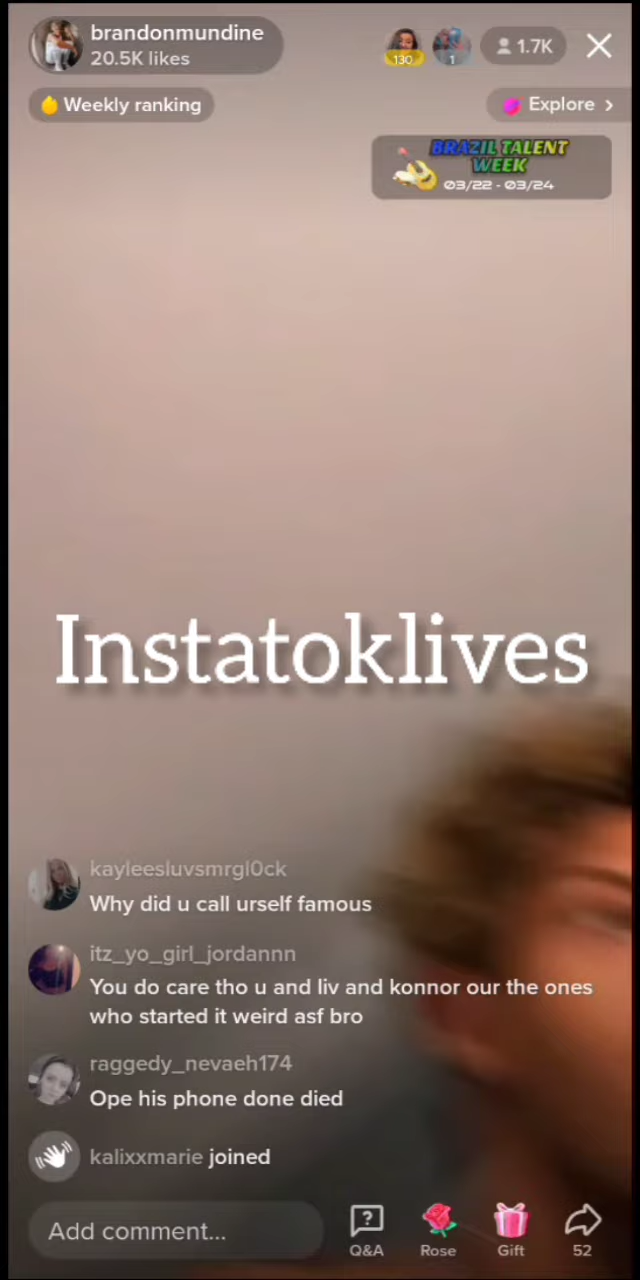 brandonmundine
20.5K likes
130
1
1.7K
Weekly ranking
Explore >
BRAZIL TALENT
WEEK
03/22 - 03/24
Instatoklives
kayleesluvsmrgl0ck
Why did u call urself famous
itz_yo_girl_jordannn
You do care tho u and liv and konnor our the ones
who started it weird asf bro
raggedy_nevaeh174
Ope his phone done died
kalixxmarie joined
Add comment...
Q&A
Rose
Gift
52